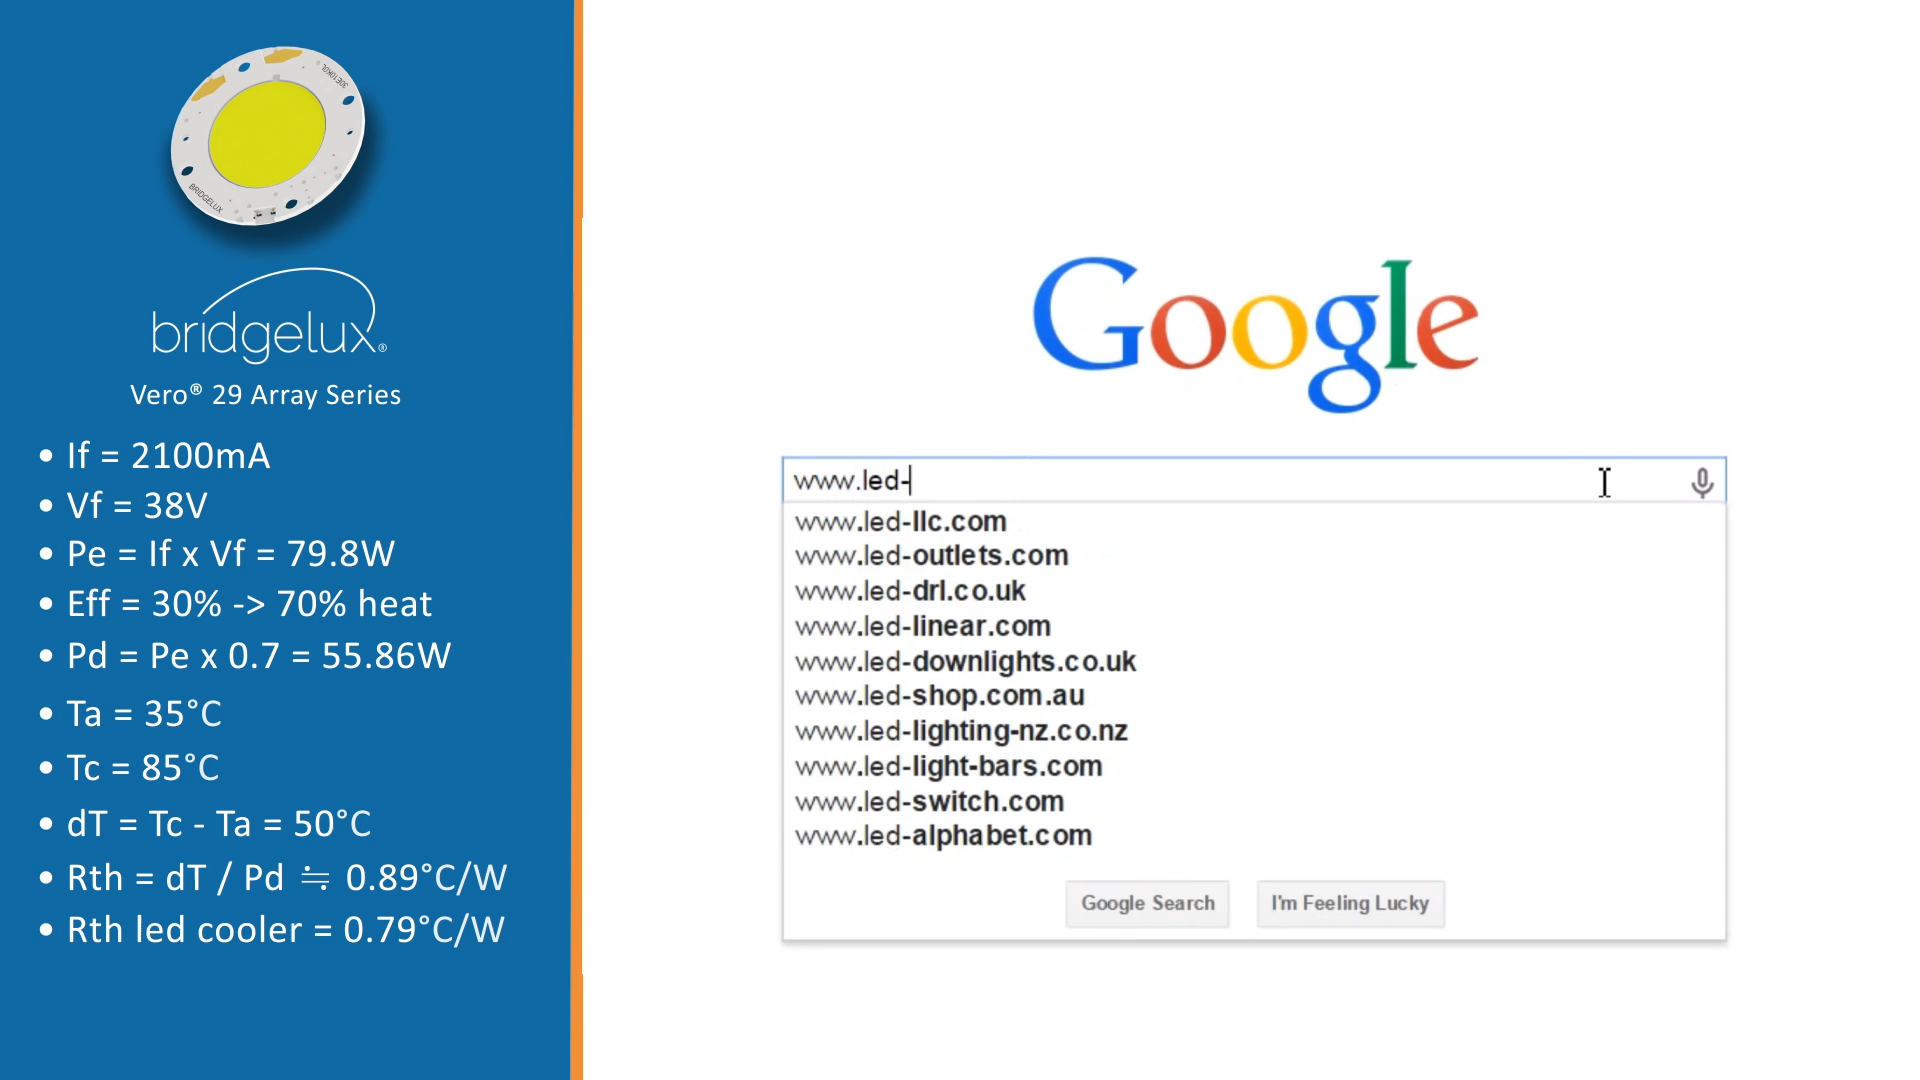 BRIDGELUX
bridgelux®
Vero® 29 Array Series
• If = 2100mA
• Vf = 38V
• Pe = If x Vf = 79.8W
• Eff = 30% -> 70% heat
• Pd = Pe x 0.7 = 55.86W
• Ta = 35°C
• Tc = 85°C
• dT = Tc - Ta = 50°C
• Rth = dT / Pd ≒ 0.89°C/W
• Rth led cooler = 0.79°C/W
Google
www.led-
www.led-llc.com
www.led-outlets.com
www.led-drl.co.uk
www.led-linear.com
www.led-downlights.co.uk
www.led-shop.com.au
www.led-lighting-nz.co.nz
www.led-light-bars.com
www.led-switch.com
www.led-alphabet.com
Google Search
I'm Feeling Lucky